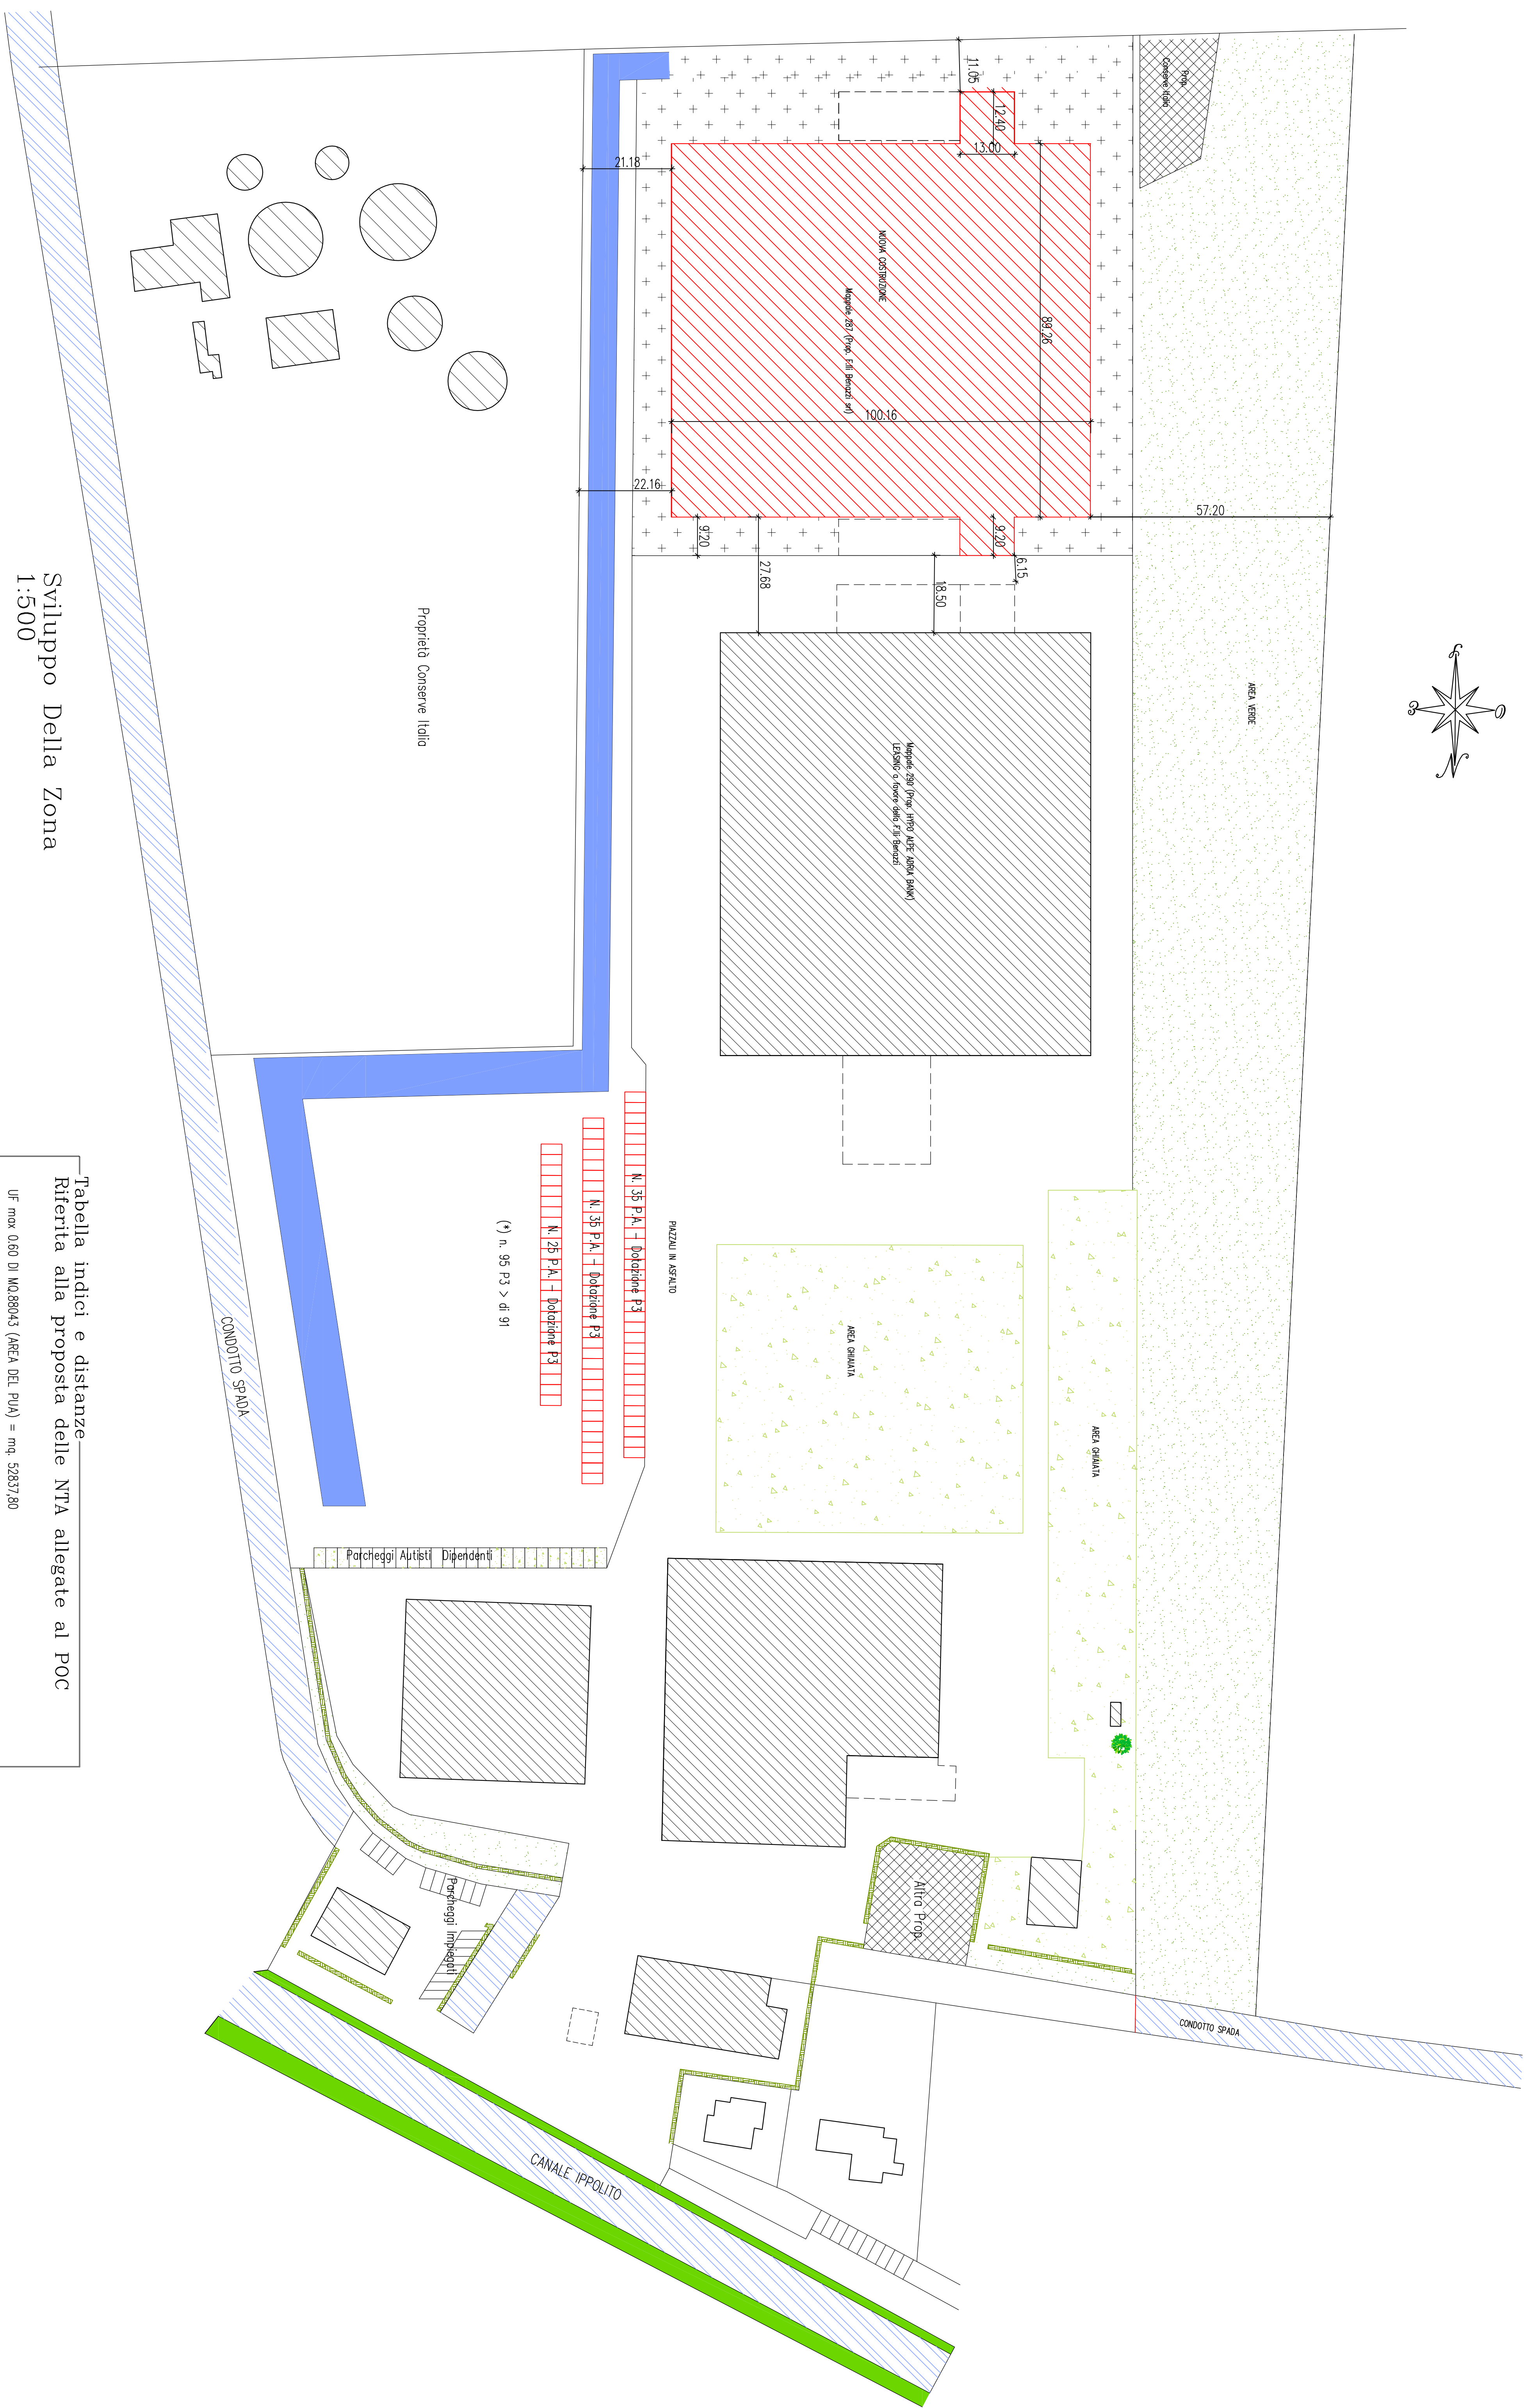 Prop.
Conserve Italia
11.05
12.40
13.00
21.18
NUOVA COSTRUZIONE
Mappale 287 (Prop. F.lli Benazzi srl)
89.26
100.16
22.16
57.20
9.20
9.20
6.15
27.68
18.50
S
E
O
N
AREA VERDE
Mappale 290 (Prop. HYPO ALPE ADRIA BANK)
LEASING a favore della F.lli Benazzi
Proprietà Conserve Italia
Sviluppo Della Zona
1:500
N. 35 P.A. - Dotazione P3
N. 35 P.A. - Dotazione P3
N. 25 P.A. - Dotazione P3
(*) n. 95 P3 > di 91
PIAZZALI IN ASFALTO
AREA GHIAIATA
AREA GHIAIATA
CONDOTTO SPADA
Parcheggi Autisti Dipendenti
Parcheggi Impiegati
Altra Prop.
CONDOTTO SPADA
CANALE IPPOLITO
Tabella indici e distanze
Riferita alla proposta delle NTA allegate al POC
UF max 0.60 DI MQ.88043 (AREA DEL PUA) = mq. 52837,80